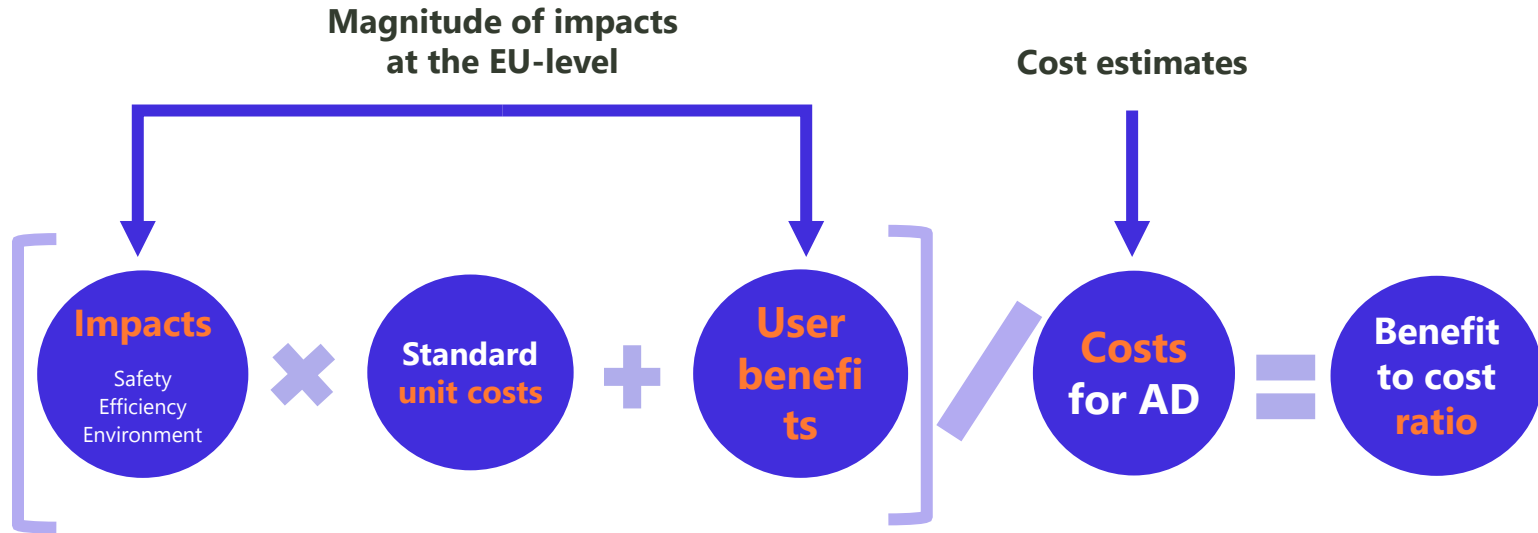 Magnitude of impacts
at the EU-level
Cost estimates
Impacts
Safety
Efficiency
Environment
Standard
unit costs
User
benefi
ts
Costs
for AD
Benefit
to cost
ratio